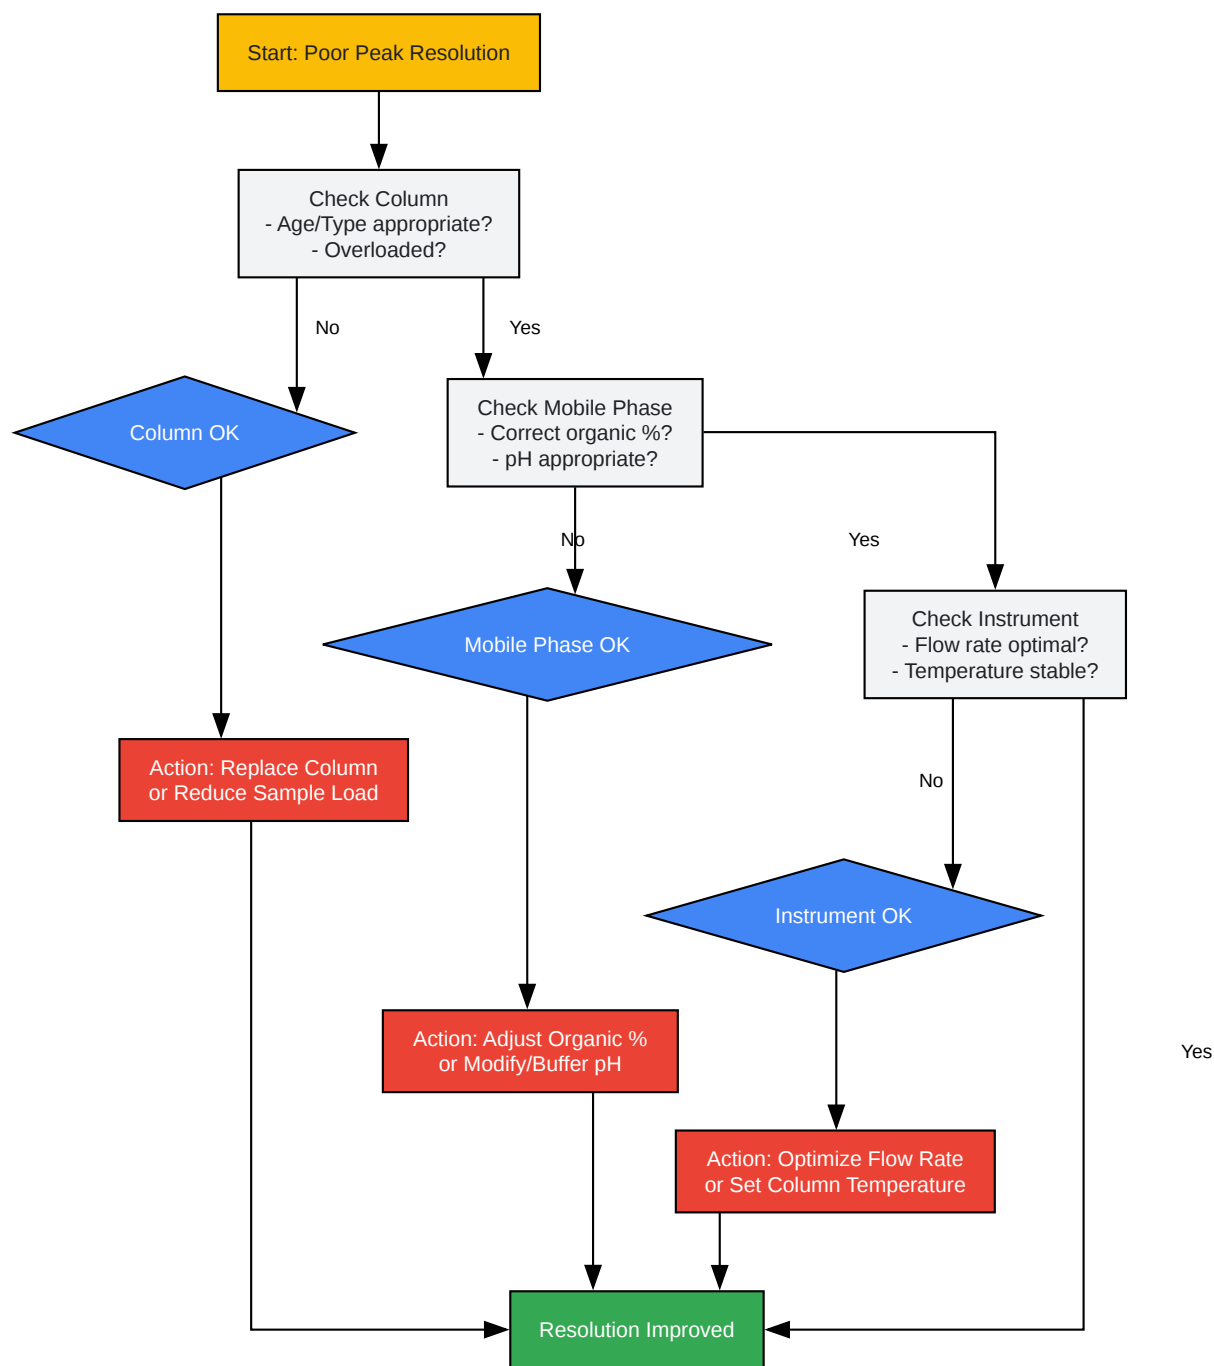 Start: Poor Peak Resolution
Check Column
- Age/Type appropriate?
- Overloaded?
No
Yes
Column OK
Check Mobile Phase
- Correct organic %?
- pH appropriate?
No
Yes
Mobile Phase OK
Check Instrument
- Flow rate optimal?
- Temperature stable?
Action: Replace Column
or Reduce Sample Load
No
Instrument OK
Action: Adjust Organic %
or Modify/Buffer pH
Yes
Action: Optimize Flow Rate
or Set Column Temperature
Resolution Improved